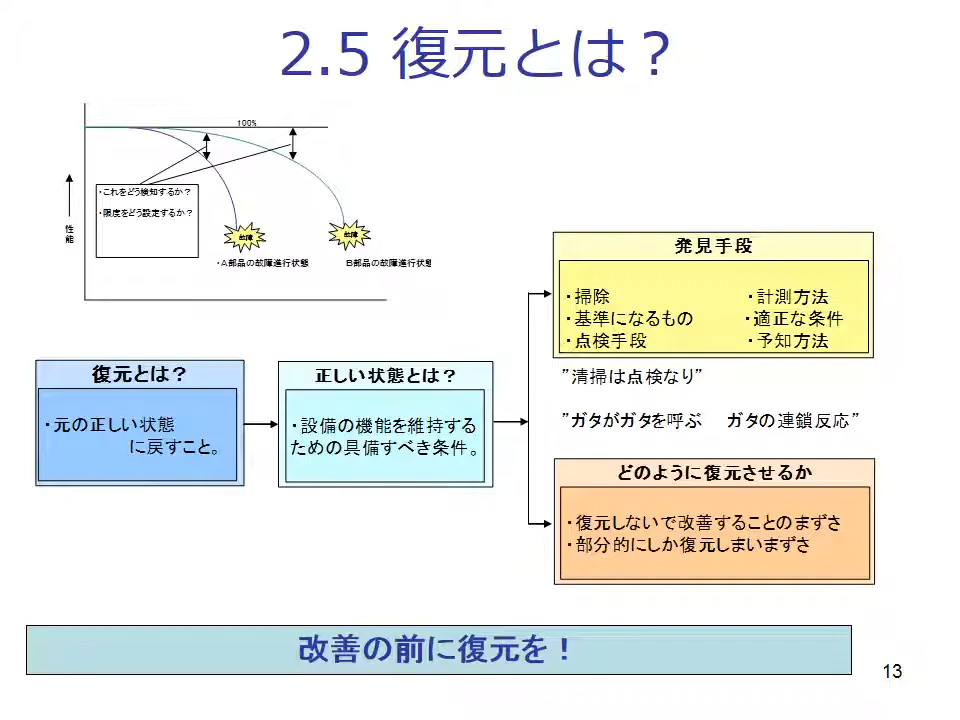 2.5 復元とは？
100%
・これをどう検知するか？
・限度をどう設定するか？
性能
故障
故障
・A部品の故障進行状態
B部品の故障進行状態
発見手段
・掃除 ・計測方法
・基準になるもの ・適正な条件
・点検手段 ・予知方法
復元とは？
・元の正しい状態
に戻すこと。
正しい状態とは？
・設備の機能を維持する
ための具備すべき条件。
”清掃は点検なり”
”ガタがガタを呼ぶ ガタの連鎖反応”
どのように復元させるか
・復元しないで改善することのまずさ
・部分的にしか復元しまいまずさ
改善の前に復元を！
13